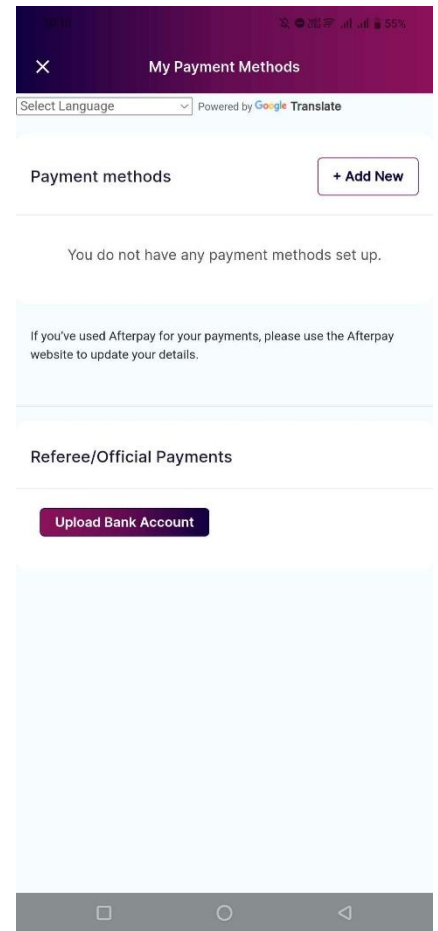 55%
My Payment Methods
Select Language Powered by Google Translate
Payment methods
+ Add New
You do not have any payment methods set up.
If you've used Afterpay for your payments, please use the Afterpay
website to update your details.
Referee/Official Payments
Upload Bank Account